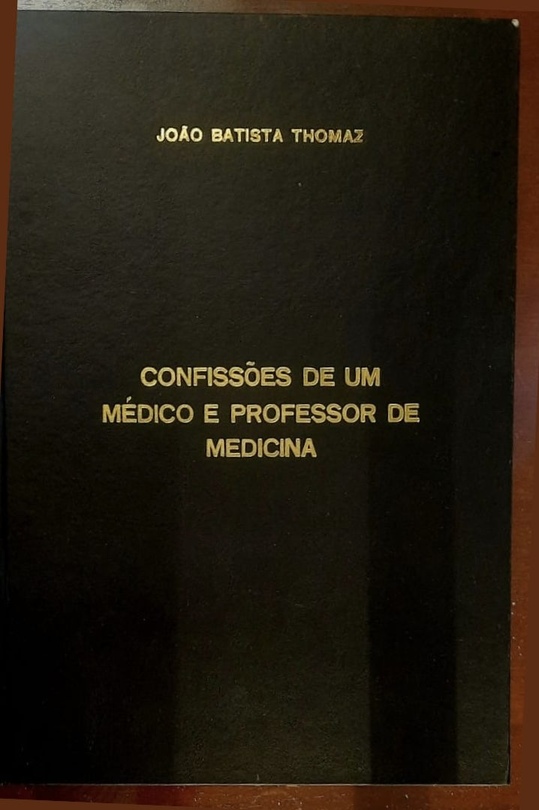 JOÃO BATISTA THOMAZ
CONFISSÕES DE UM
MÉDICO E PROFESSOR DE
MEDICINA